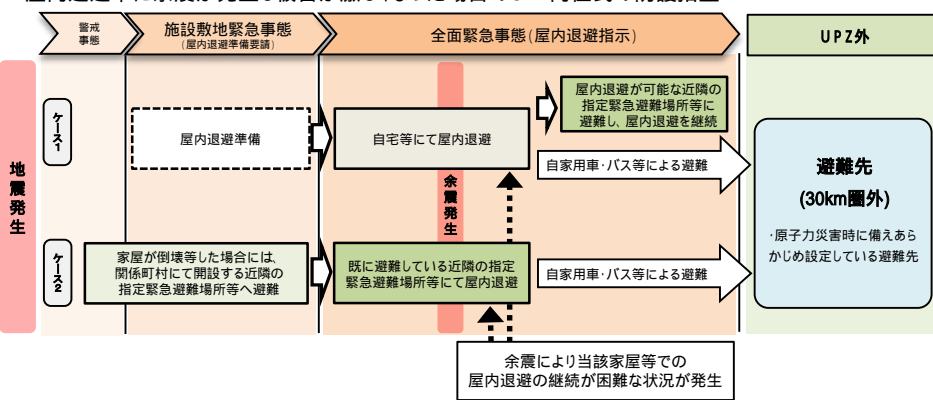 警戒
事態
施設敷地緊急事態
(屋内退避準備要請)
全面緊急事態(屋内退避指示)
UPZ外
地震発生
ケース1
屋内退避準備
自宅等にて屋内退避
屋内退避が可能な近隣の
指定緊急避難場所等に
避難し、屋内退避を継続
自家用車・バス等による避難
余震発生
避難先
(30km圏外)
・原子力災害時に備えあら
かじめ設定している避難先
ケース2
家屋が倒壊等した場合には、
関係町村にて開設する近隣の
指定緊急避難場所等へ避難
既に避難している近隣の指定
緊急避難場所等にて屋内退避
自家用車・バス等による避難
余震により当該家屋等での
屋内退避の継続が困難な状況が発生